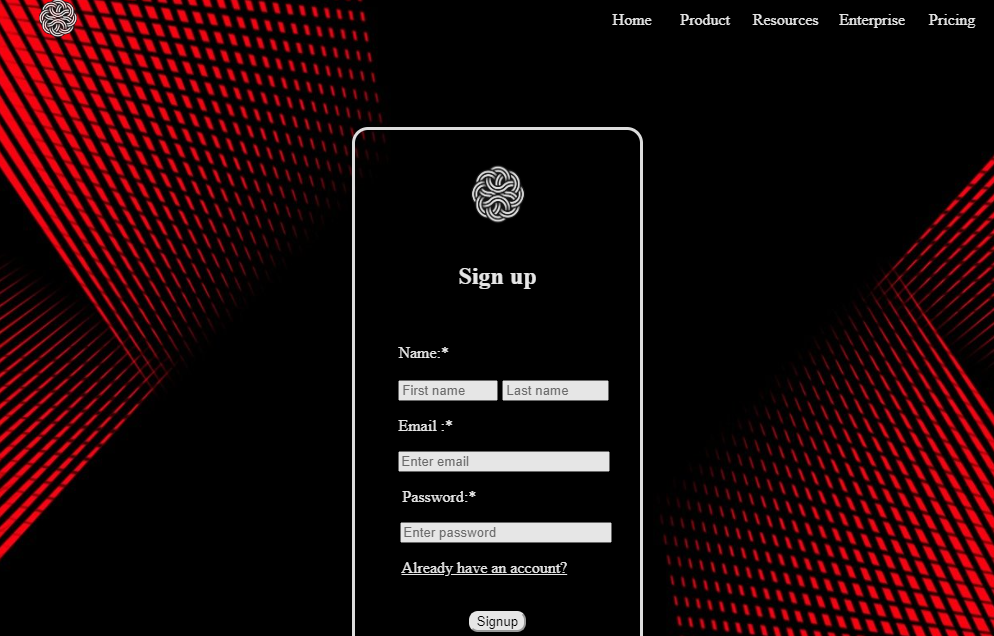 Home Product Resources Enterprise Pricing
Sign up
Name:*
First name Last name
Email :*
Enter email
Password:*
Enter password
Already have an account?
Signup